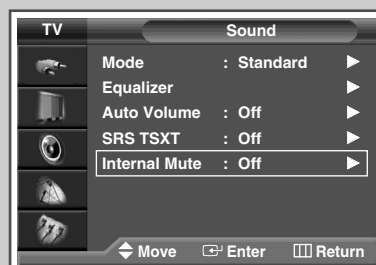 TV Sound
Mode : Standard
Equalizer
Auto Volume : Off
SRS TSXT : Off
Internal Mute : Off
Move Enter Return